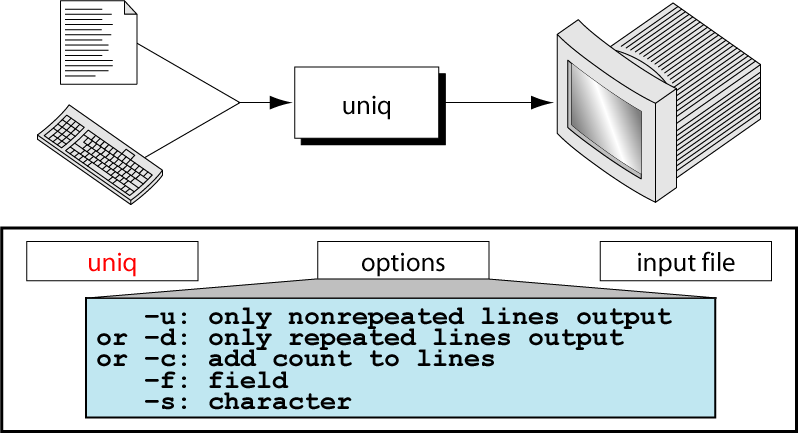 uniq
uniq options input file
-u: only nonrepeated lines output
or -d: only repeated lines output
or -c: add count to lines
-f: field
-s: character